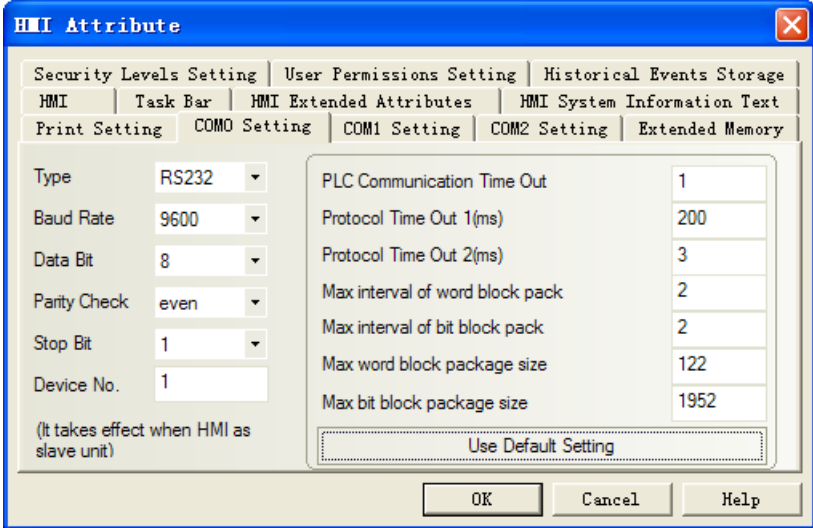 HMI Attribute
Security Levels Setting User Permissions Setting Historical Events Storage
HMI Task Bar HMI Extended Attributes HMI System Information Text
Print Setting COM0 Setting COM1 Setting COM2 Setting Extended Memory
Type RS232
Baud Rate 9600
Data Bit 8
Parity Check even
Stop Bit 1
Device No. 1
(It takes effect when HMI as
slave unit)
PLC Communication Time Out 1
Protocol Time Out 1(ms) 200
Protocol Time Out 2(ms) 3
Max interval of word block pack 2
Max interval of bit block pack 2
Max word block package size 122
Max bit block package size 1952
Use Default Setting
OK Cancel Help